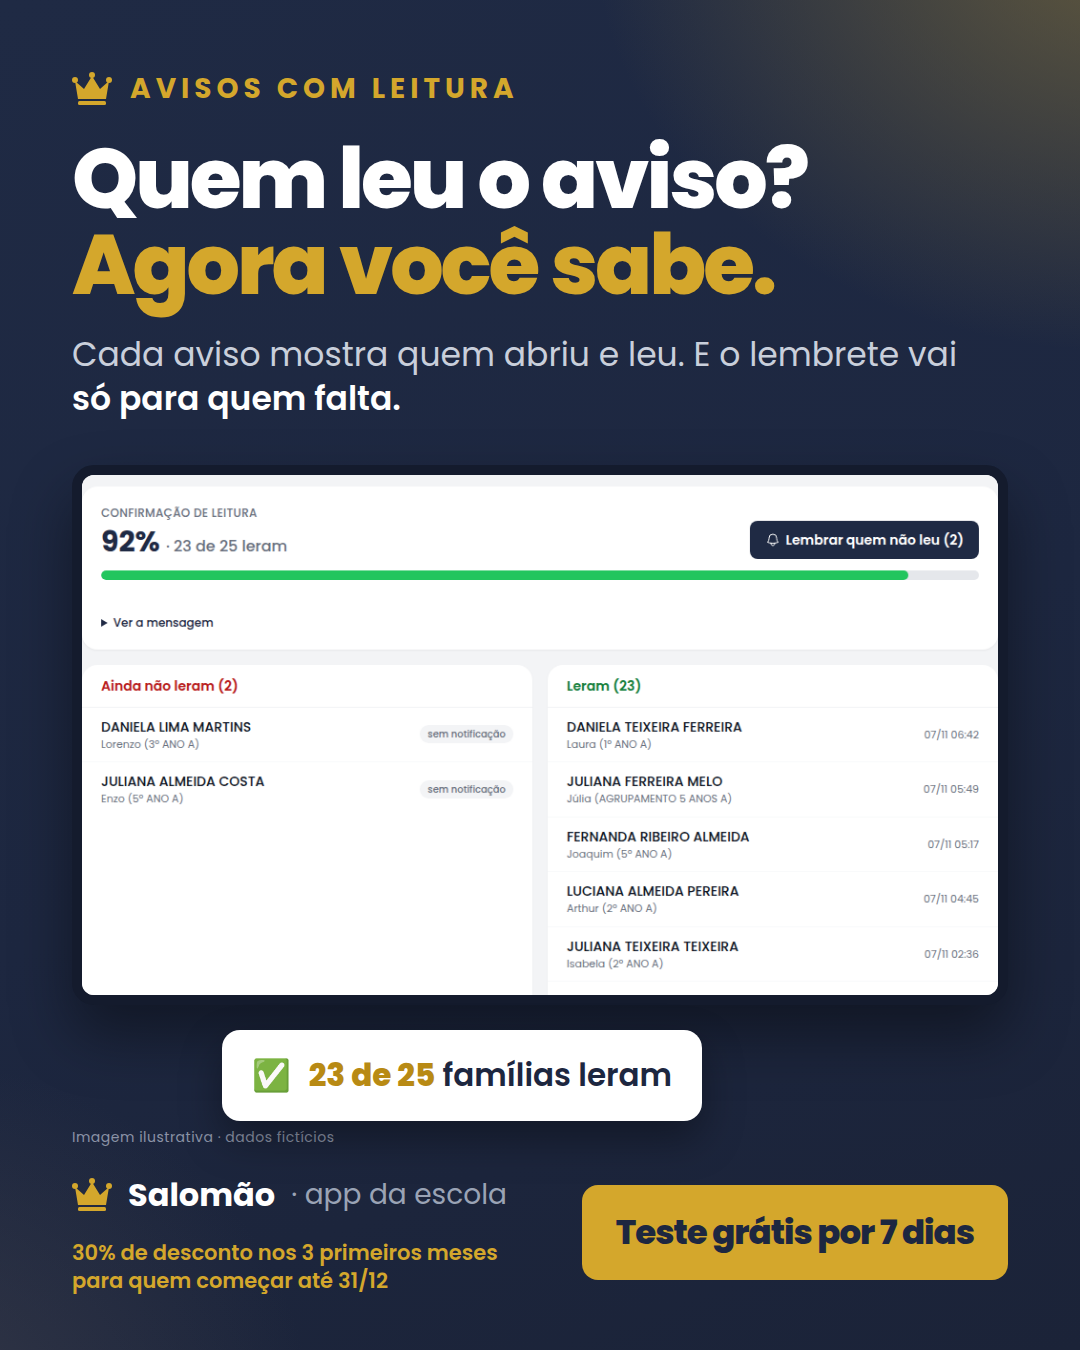 AVISOS COM LEITURA
Quem leu o aviso?
Agora você sabe.
Cada aviso mostra quem abriu e leu. E o lembrete vai
só para quem falta.
CONFIRMAÇÃO DE LEITURA
92% · 23 de 25 leram
Lembrar quem não leu (2)
Ver a mensagem
Ainda não leram (2)
DANIELA LIMA MARTINS
Lorenzo (3º ANO A)
sem notificação
JULIANA ALMEIDA COSTA
Enzo (5º ANO A)
sem notificação
Leram (23)
DANIELA TEIXEIRA FERREIRA
Laura (1º ANO A)
07/11 06:42
JULIANA FERREIRA MELO
Júlia (AGRUPAMENTO 5 ANOS A)
07/11 05:49
FERNANDA RIBEIRO ALMEIDA
Joaquim (5º ANO A)
07/11 05:17
LUCIANA ALMEIDA PEREIRA
Arthur (2º ANO A)
07/11 04:45
JULIANA TEIXEIRA TEIXEIRA
Isabela (2º ANO A)
07/11 02:36
23 de 25 famílias leram
Imagem ilustrativa · dados fictícios
Salomão · app da escola
30% de desconto nos 3 primeiros meses
para quem começar até 31/12
Teste grátis por 7 dias